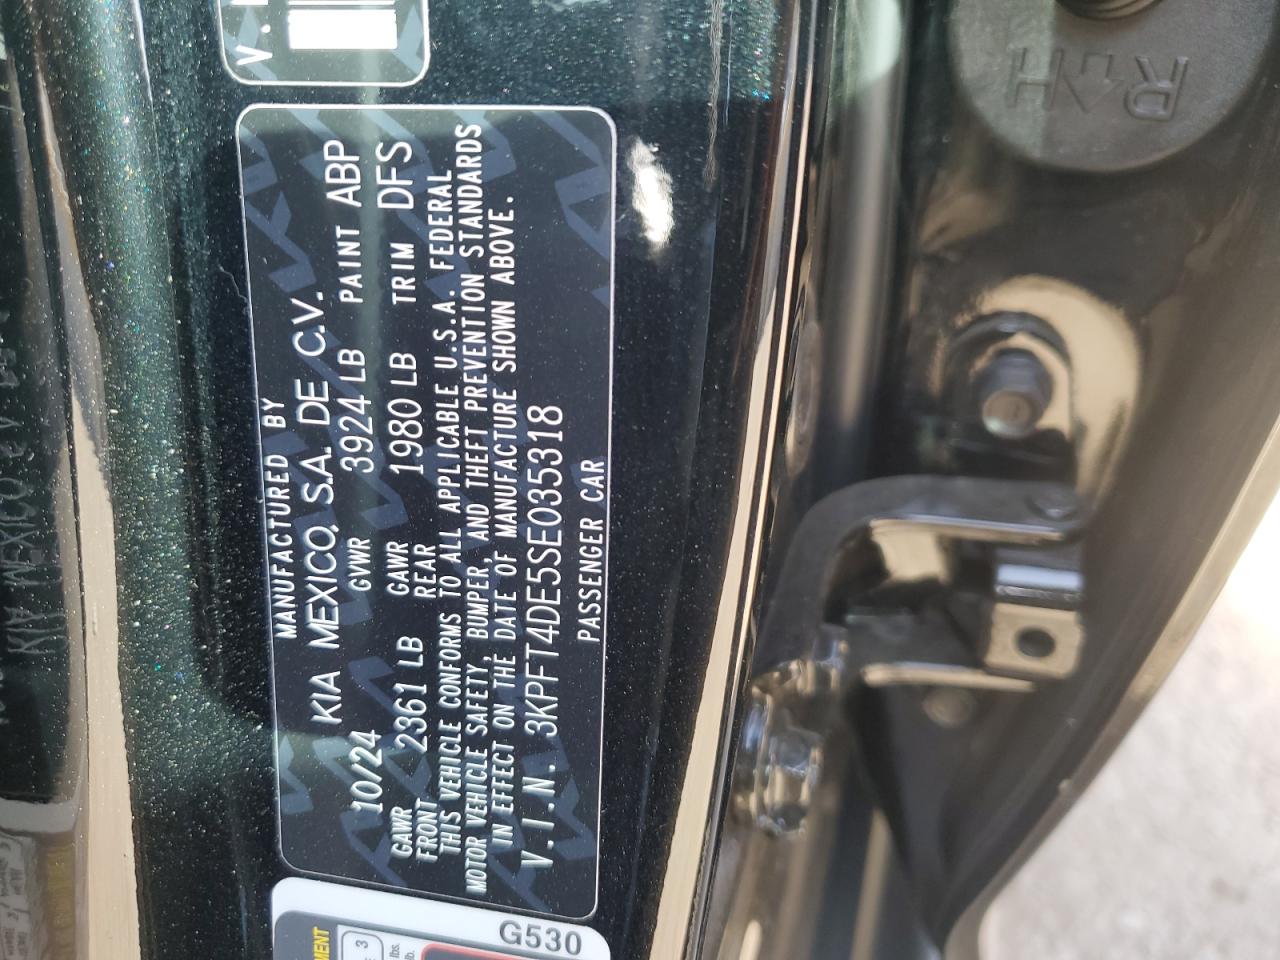 MANUFACTURED BY
KIA MEXICO, S.A. DE C.V.
10/24 GVWR 3924 LB PAINT ABP
GAWR FRONT 2361 LB GAWR REAR 1980 LB TRIM DFS
THIS VEHICLE CONFORMS TO ALL APPLICABLE U.S.A. FEDERAL
MOTOR VEHICLE SAFETY, BUMPER, AND THEFT PREVENTION STANDARDS
IN EFFECT ON THE DATE OF MANUFACTURE SHOWN ABOVE.
V.I.N. 3KPFT4DE5SE035318
PASSENGER CAR
G530
3
lbs.
R H